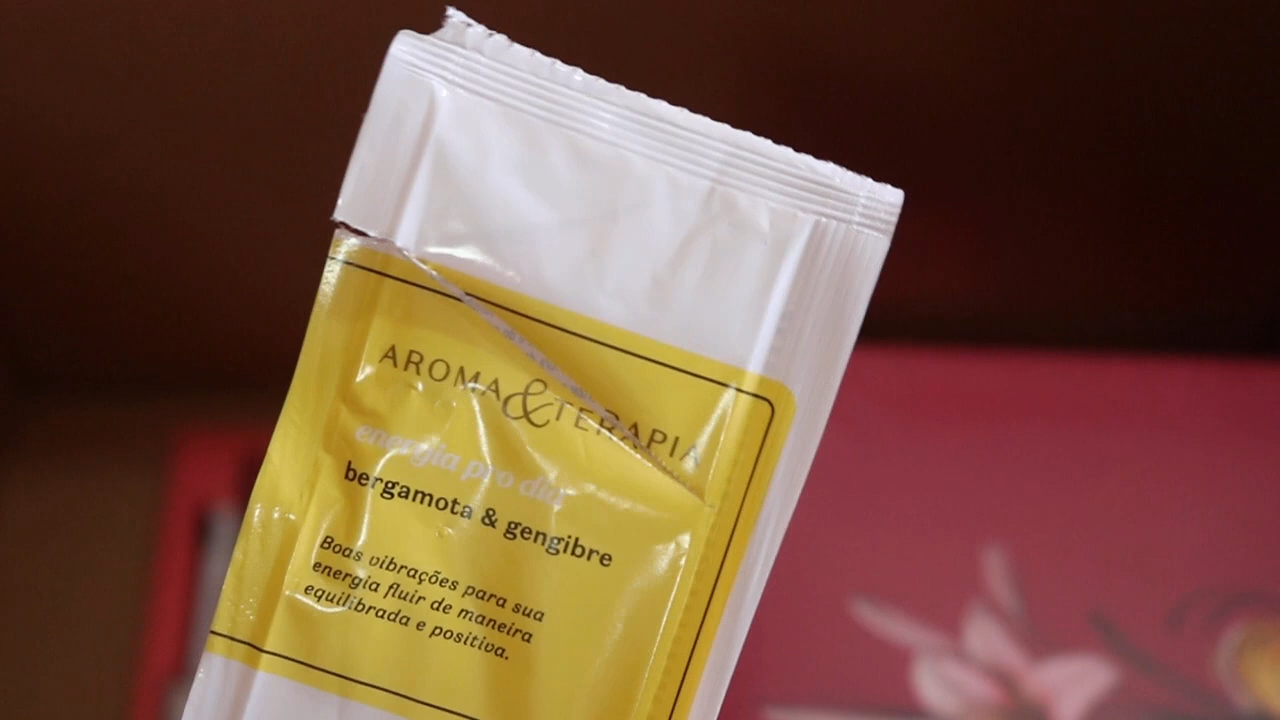 AROMA & TERAPIA
energia pro dia
bergamota & gengibre
Boas vibrações para sua
energia fluir de maneira
equilibrada e positiva.